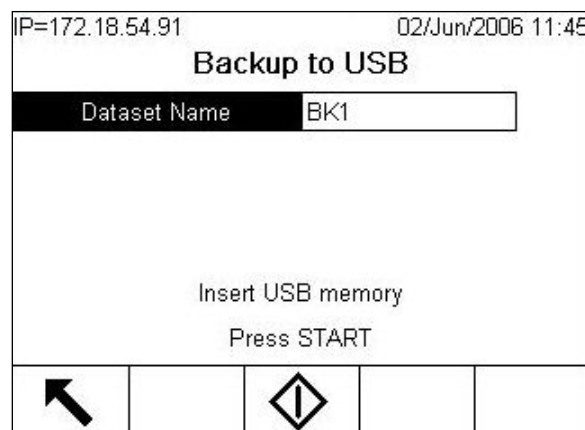 IP=172.18.54.91 02/Jun/2006 11:45
Backup to USB
Dataset Name BK1
Insert USB memory
Press START